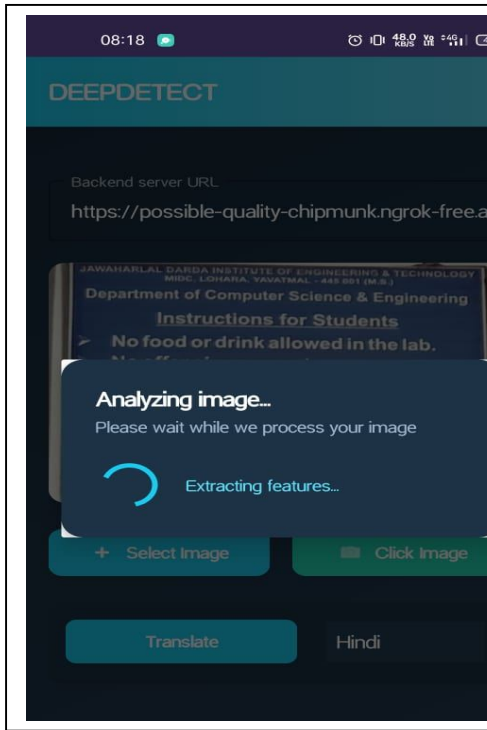 08:18
48.0 KB/S Vo LTE 4G
DEEPDETECT
Backend server URL
https://possible-quality-chipmunk.ngrok-free.a
JAWAHARLAL DARDA INSTITUTE OF ENGINEERING & TECHNOLOGY
MIDC, LOHARA, YAVATMAL - 445 001 (M.S.)
Department of Computer Science & Engineering
Instructions for Students
➢ No food or drink allowed in the lab.
Analyzing image...
Please wait while we process your image
Extracting features...
+ Select Image
Click Image
Translate
Hindi